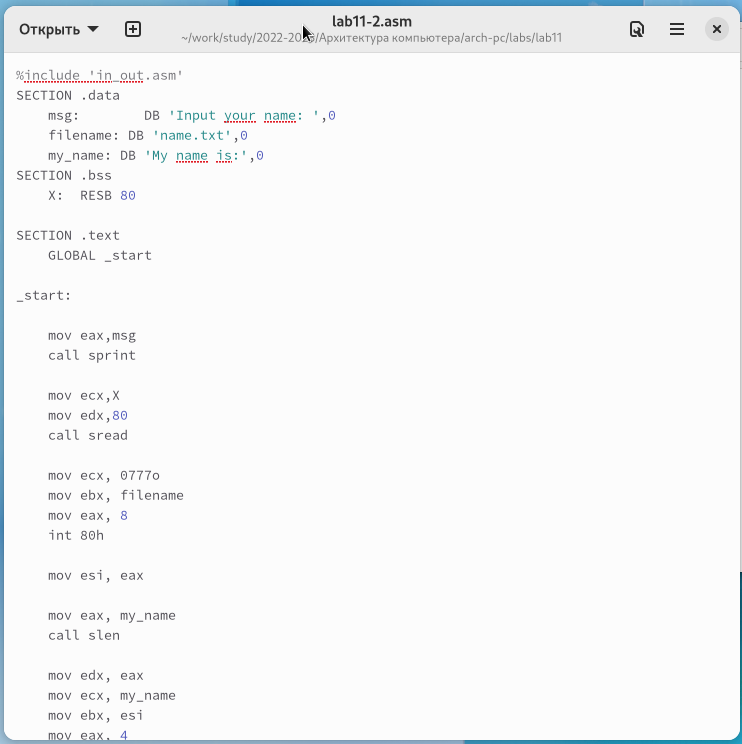 Открыть
lab11-2.asm
~/work/study/2022-2023/Архитектура компьютера/arch-pc/labs/lab11
%include 'in_out.asm'
SECTION .data
    msg:        DB 'Input your name: ',0
    filename: DB 'name.txt',0
    my_name: DB 'My name is:',0
SECTION .bss
    X:  RESB 80
SECTION .text
    GLOBAL _start
_start:
    mov eax,msg
    call sprint
    mov ecx,X
    mov edx,80
    call sread
    mov ecx, 0777o
    mov ebx, filename
    mov eax, 8
    int 80h
    mov esi, eax
    mov eax, my_name
    call slen
    mov edx, eax
    mov ecx, my_name
    mov ebx, esi
    mov eax, 4